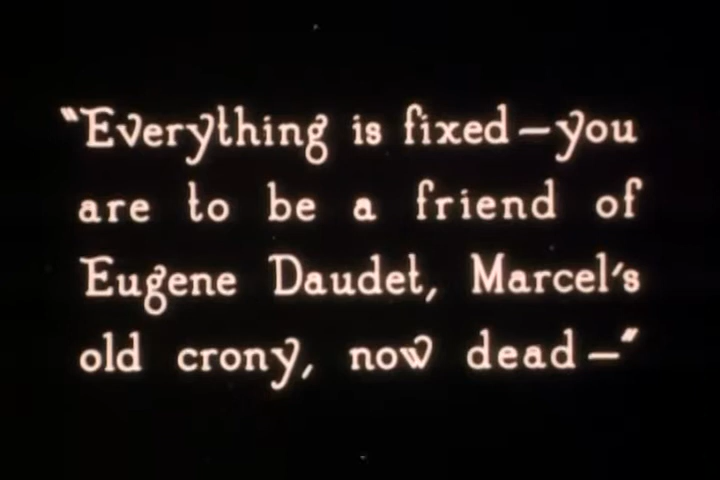 "Everything is fixed—you
are to be a friend of
Eugene Daudet, Marcel's
old crony, now dead—"